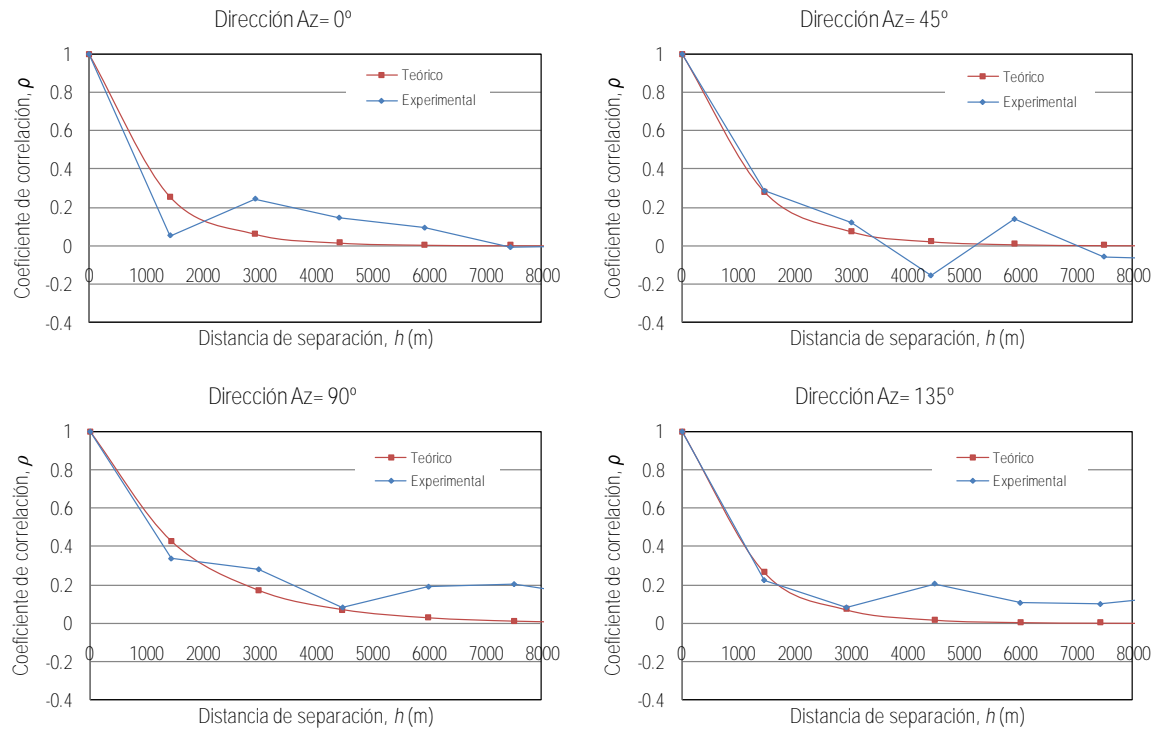 Dirección Az= 0º
Coeficiente de correlación, ρ
1
0.8
0.6
0.4
0.2
0
-0.2
-0.4
Teórico
Experimental
0 1000 2000 3000 4000 5000 6000 7000 8000
Distancia de separación, h (m)
Dirección Az= 45º
Coeficiente de correlación, ρ
1
0.8
0.6
0.4
0.2
0
-0.2
-0.4
Teórico
Experimental
0 1000 2000 3000 4000 5000 6000 7000 8000
Distancia de separación, h (m)
Dirección Az= 90º
Coeficiente de correlación, ρ
1
0.8
0.6
0.4
0.2
0
-0.2
-0.4
Teórico
Experimental
0 1000 2000 3000 4000 5000 6000 7000 8000
Distancia de separación, h (m)
Dirección Az= 135º
Coeficiente de correlación, ρ
1
0.8
0.6
0.4
0.2
0
-0.2
-0.4
Teórico
Experimental
0 1000 2000 3000 4000 5000 6000 7000 8000
Distancia de separación, h (m)